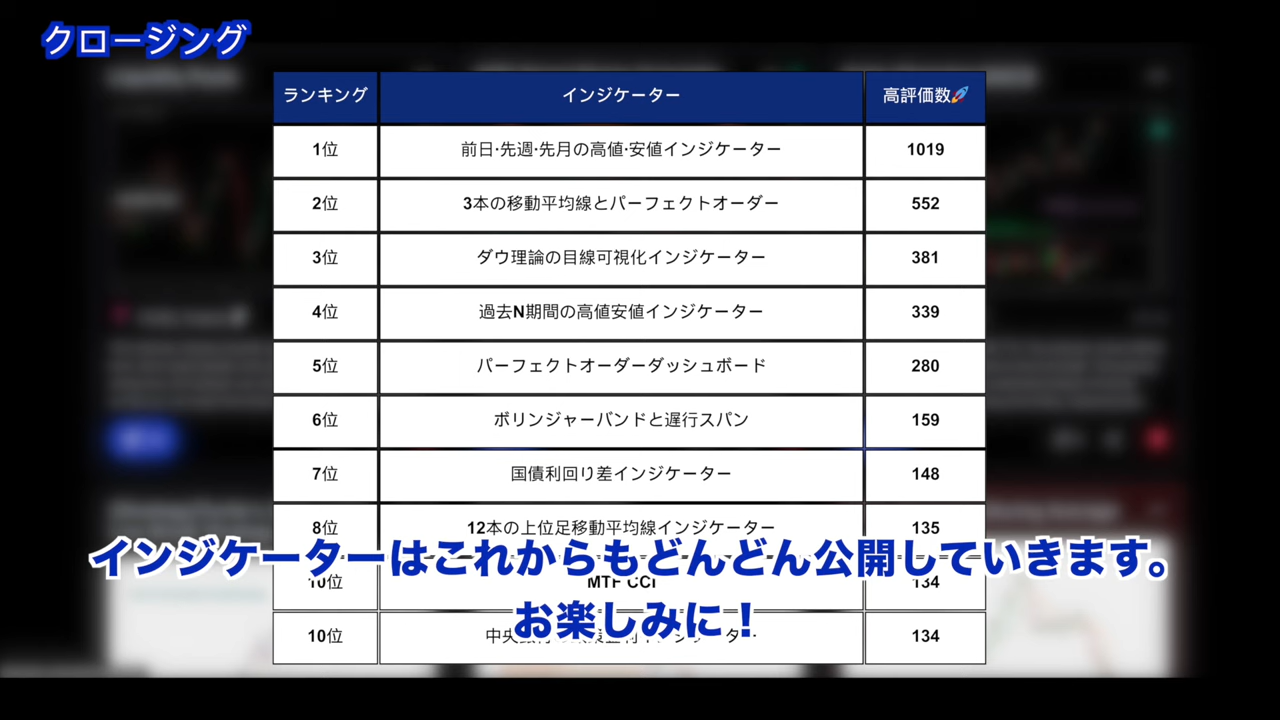 クロージング
ランキング インジケーター 高評価数🚀
1位 前日·先週·先月の高値·安値インジケーター 1019
2位 3本の移動平均線とパーフェクトオーダー 552
3位 ダウ理論の目線可視化インジケーター 381
4位 過去N期間の高値安値インジケーター 339
5位 パーフェクトオーダーダッシュボード 280
6位 ボリンジャーバンドと遅行スパン 159
7位 国債利回り差インジケーター 148
8位 12本の上位足移動平均線インジケーター 135
インジケーターはこれからもどんどん公開していきます。
10位 MTF CCI 134
お楽しみに！
10位 134